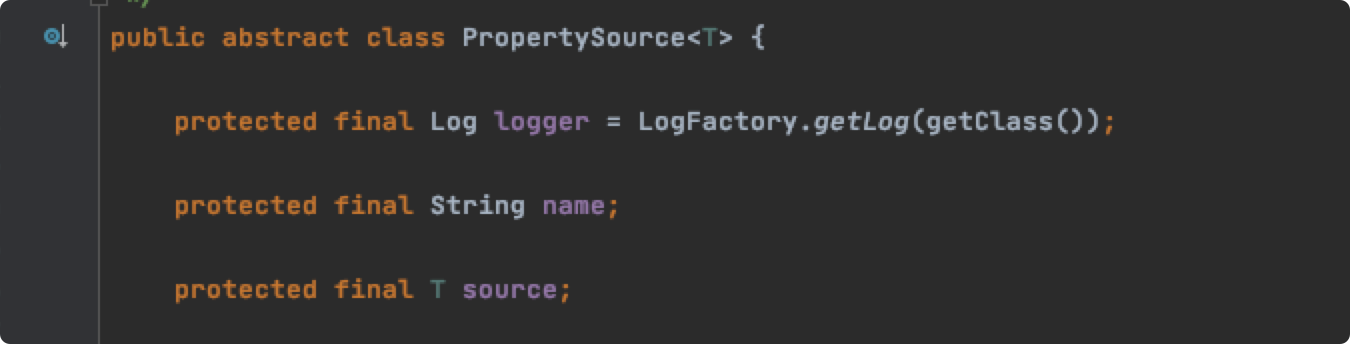 public abstract class PropertySource<T> {
protected final Log logger = LogFactory.getLog(getClass());
protected final String name;
protected final T source;